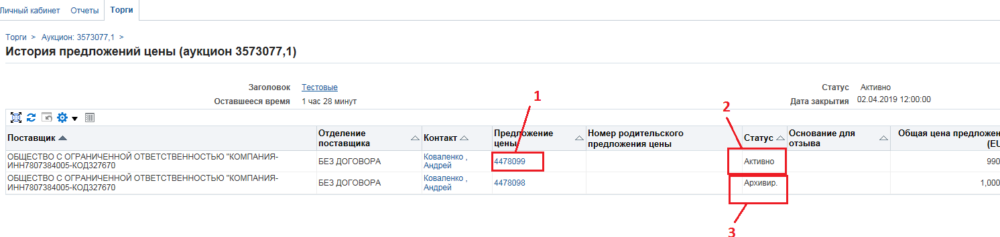 Личный кабинет Отчеты Торги
Торги > Аукцион: 3573077,1 >
История предложений цены (аукцион 3573077,1)
Заголовок Тестовые Статус Активно
Оставшееся время 1 час 28 минут Дата закрытия 02.04.2019 12:00:00
1
2
Поставщик Отделение поставщика Контакт Предложение цены Номер родительского предложения цены Статус Основание для отзыва Общая цена предложен (EU
ОБЩЕСТВО С ОГРАНИЧЕННОЙ ОТВЕТСТВЕННОСТЬЮ "КОМПАНИЯ-
ИНН7807384005-КОД327670 БЕЗ ДОГОВОРА Коваленко , Андрей 4478099 Активно 990
ОБЩЕСТВО С ОГРАНИЧЕННОЙ ОТВЕТСТВЕННОСТЬЮ "КОМПАНИЯ-
ИНН7807384005-КОД327670 БЕЗ ДОГОВОРА Коваленко , Андрей 4478098 Архивир. 1,000
3